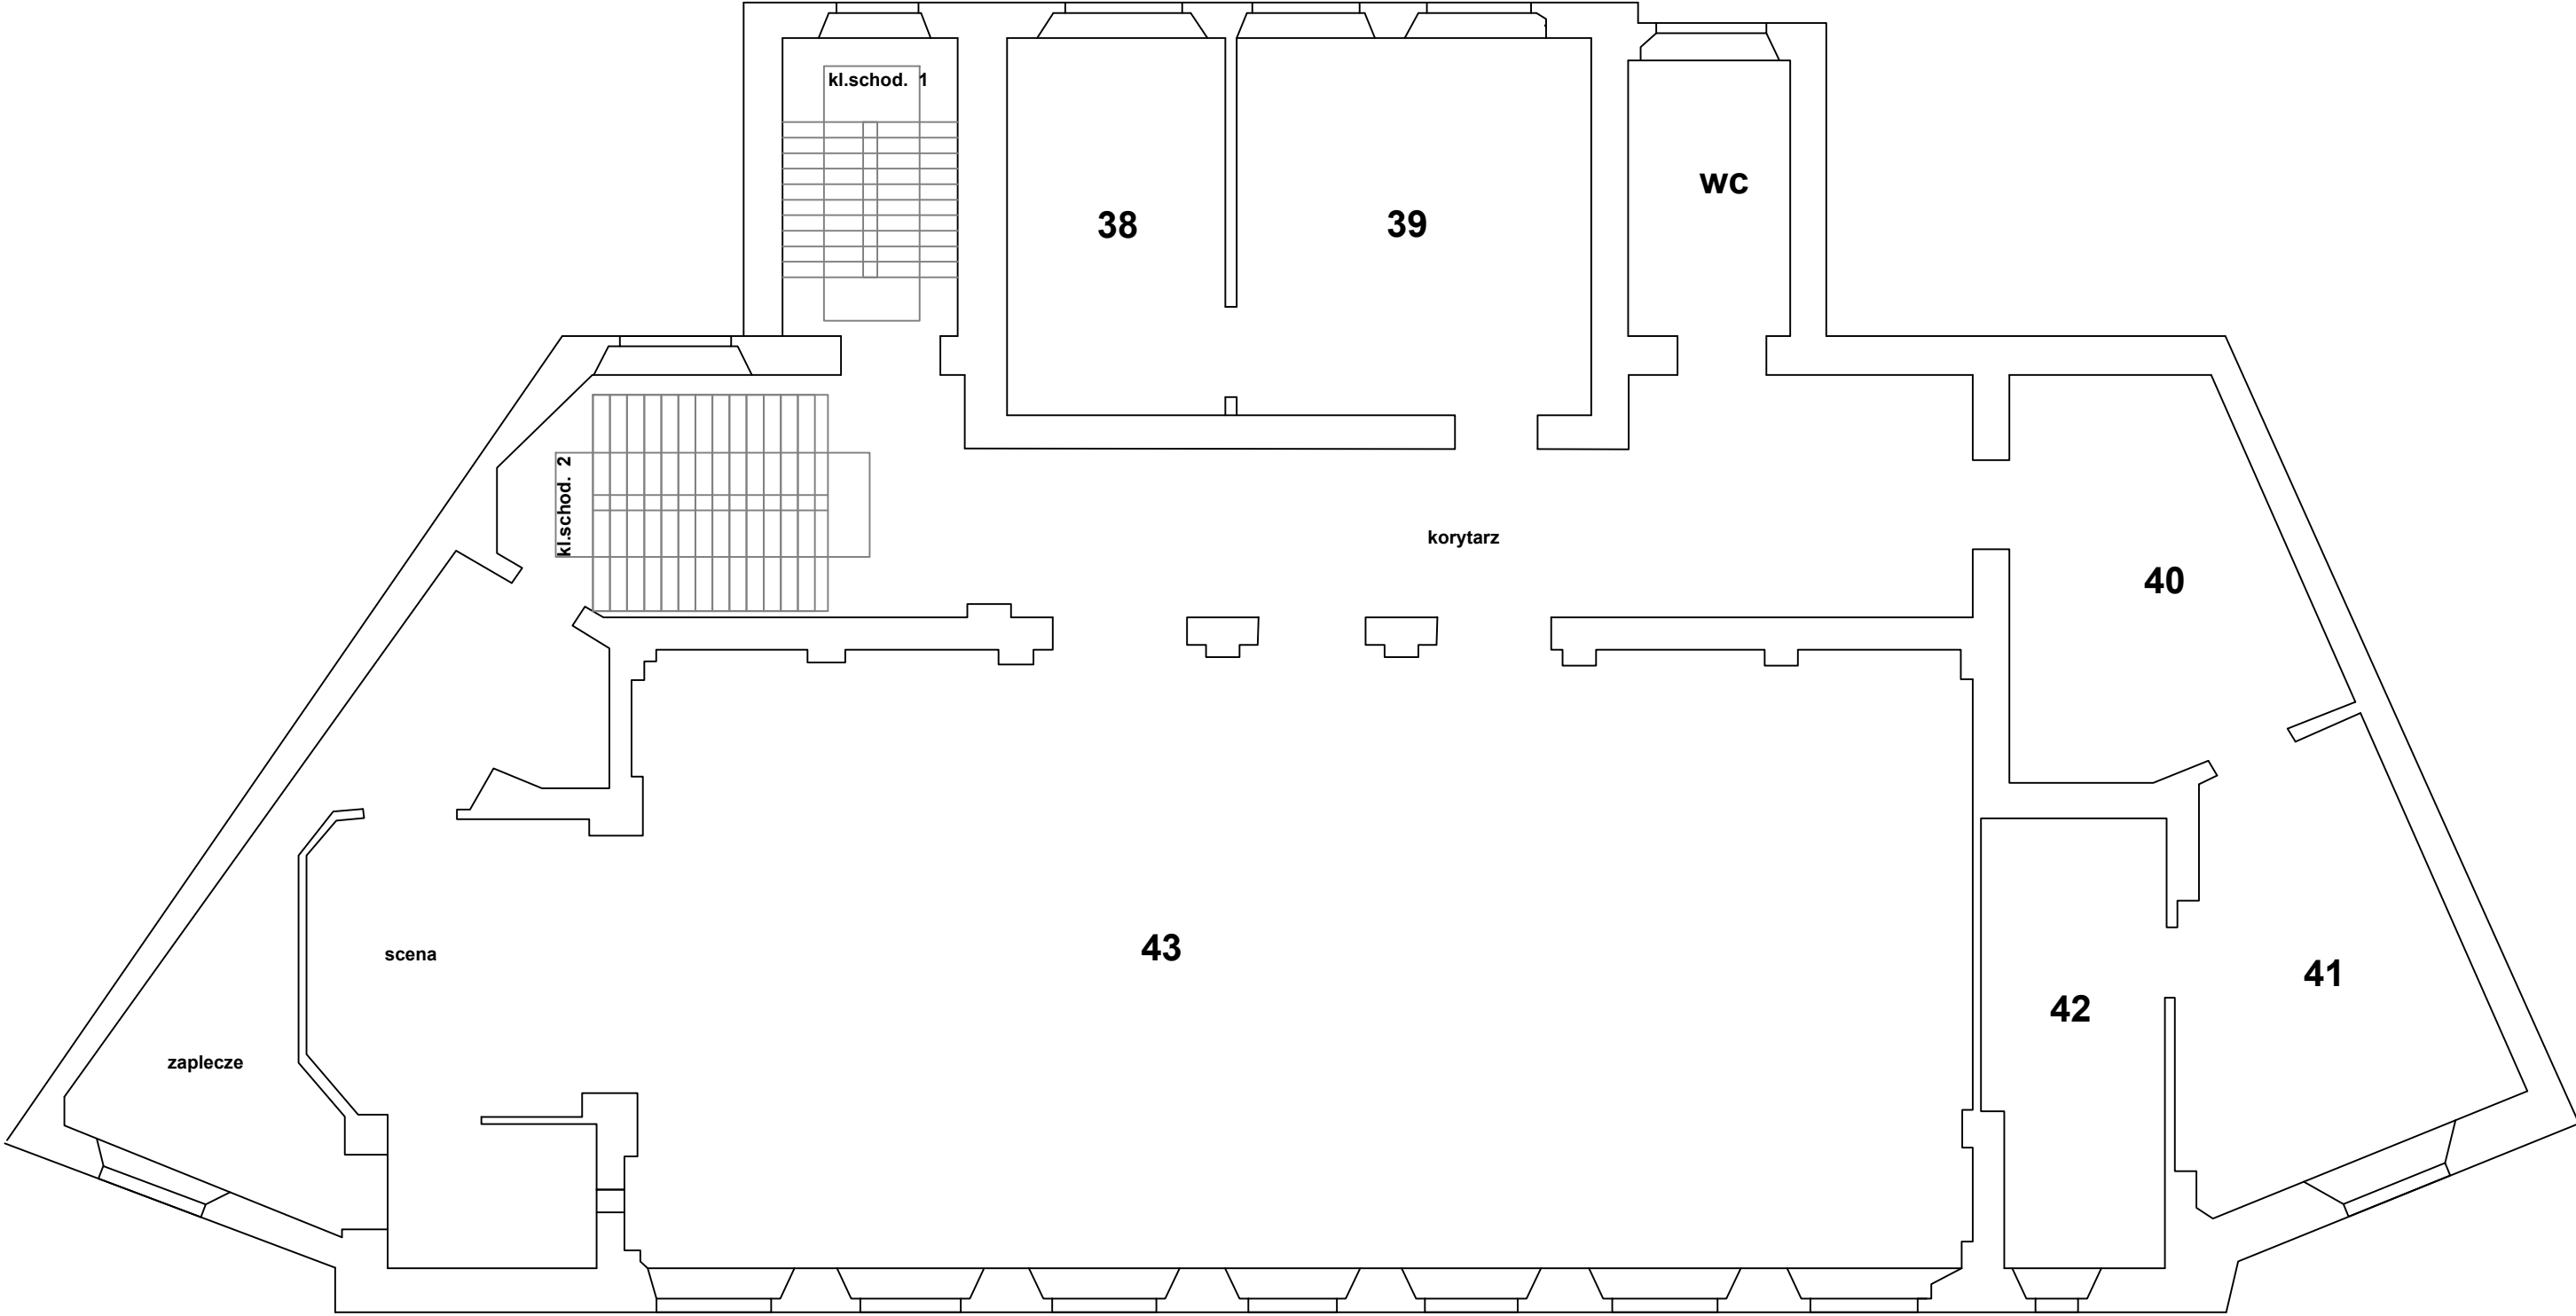 kl.schod. 1
wc
38
39
kl.schod. 2
korytarz
40
43
scena
41
42
zaplecze